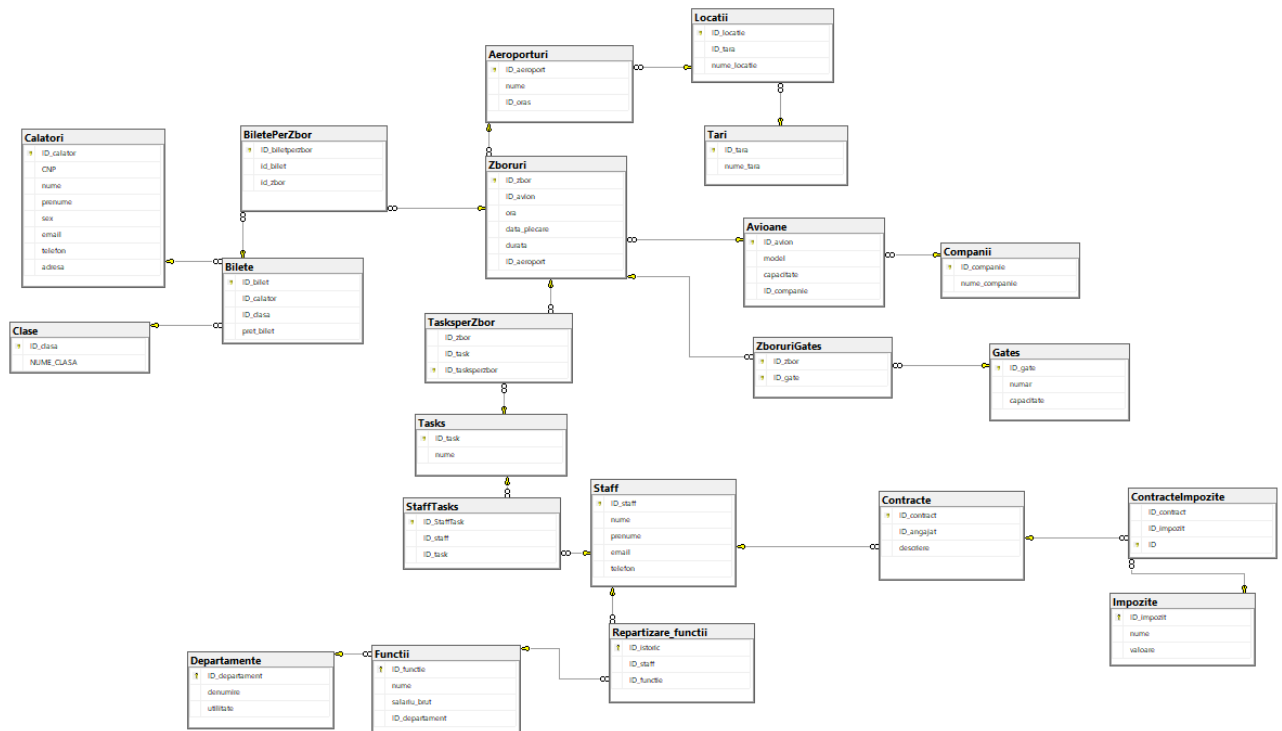 Locatii
ID_locatie
ID_tara
nume_locatie
Aeroporturi
ID_aeroport
nume
ID_oras
Tari
ID_tara
nume_tara
Calatori
ID_calator
CNP
nume
prenume
sex
email
telefon
adresa
BiletePerZbor
ID_biletperzbor
id_bilet
id_zbor
Zboruri
ID_zbor
ID_avion
ora
data_plecare
durata
ID_aeroport
Avioane
ID_avion
model
capacitate
ID_companie
Companii
ID_companie
nume_companie
Bilete
ID_bilet
ID_calator
ID_clasa
pret_bilet
Clase
ID_clasa
NUME_CLASA
TasksperZbor
ID_zbor
ID_task
ID_tasksperzbor
ZboruriGates
ID_zbor
ID_gate
Gates
ID_gate
numar
capacitate
Tasks
ID_task
nume
StaffTasks
ID_StaffTask
ID_staff
ID_task
Staff
ID_staff
nume
prenume
email
telefon
Contracte
ID_contract
ID_angajat
descriere
ContracteImpozite
ID_contract
ID_impozit
ID
Impozite
ID_impozit
nume
valoare
Repartizare_functii
ID_istoric
ID_staff
ID_functie
Functii
ID_functie
nume
salariu_brut
ID_departament
Departamente
ID_departament
denumire
utilitate